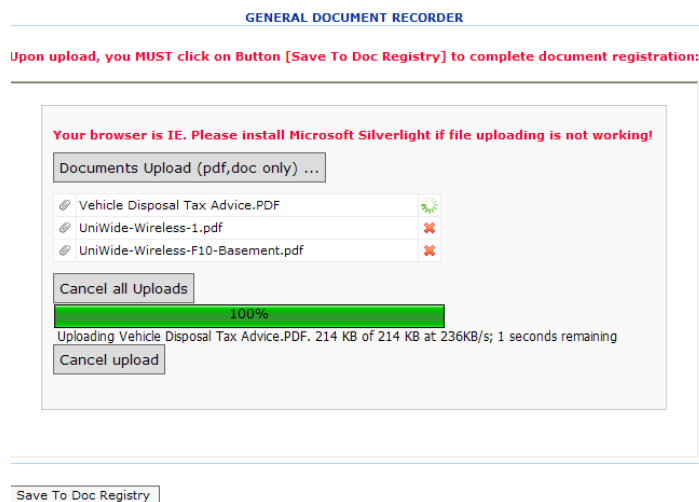 GENERAL DOCUMENT RECORDER
Upon upload, you MUST click on Button [Save To Doc Registry] to complete document registration:
Your browser is IE. Please install Microsoft Silverlight if file uploading is not working!
Documents Upload (pdf,doc only) ...
Vehicle Disposal Tax Advice.PDF
UniWide-Wireless-1.pdf
UniWide-Wireless-F10-Basement.pdf
Cancel all Uploads
100%
Uploading Vehicle Disposal Tax Advice.PDF. 214 KB of 214 KB at 236KB/s; 1 seconds remaining
Cancel upload
Save To Doc Registry